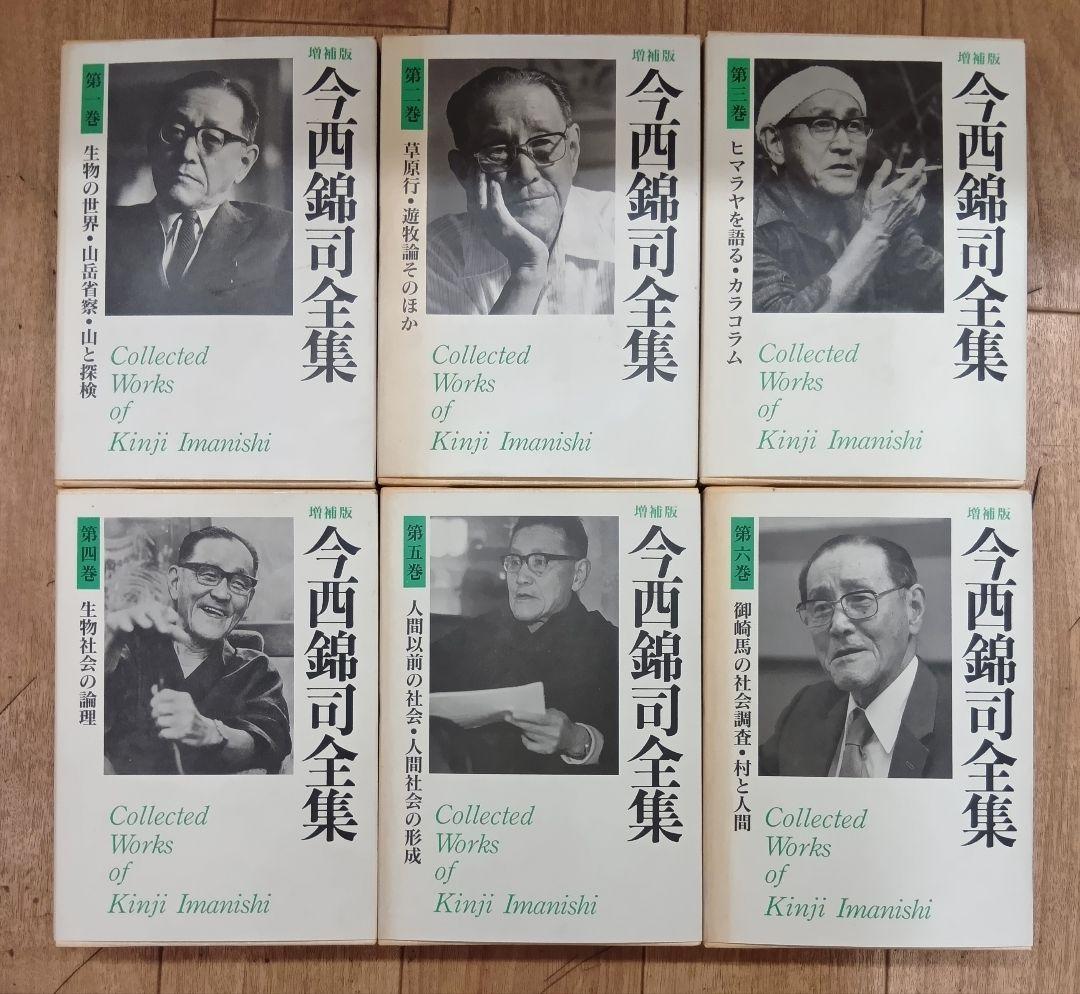 増補版
今西錦司全集
第一巻
生物の世界・山岳省察・山と探検
Collected
Works
of
Kinji Imanishi
増補版
今西錦司全集
第二巻
草原行・遊牧論そのほか
Collected
Works
of
Kinji Imanishi
増補版
今西錦司全集
第三巻
ヒマラヤを語る・カラコラム
Collected
Works
of
Kinji Imanishi
増補版
今西錦司全集
第四巻
生物社会の論理
Collected
Works
of
Kinji Imanishi
増補版
今西錦司全集
第五巻
人間以前の社会・人間社会の形成
Collected
Works
of
Kinji Imanishi
増補版
今西錦司全集
第六巻
御崎馬の社会調査・村と人間
Collected
Works
of
Kinji Imanishi